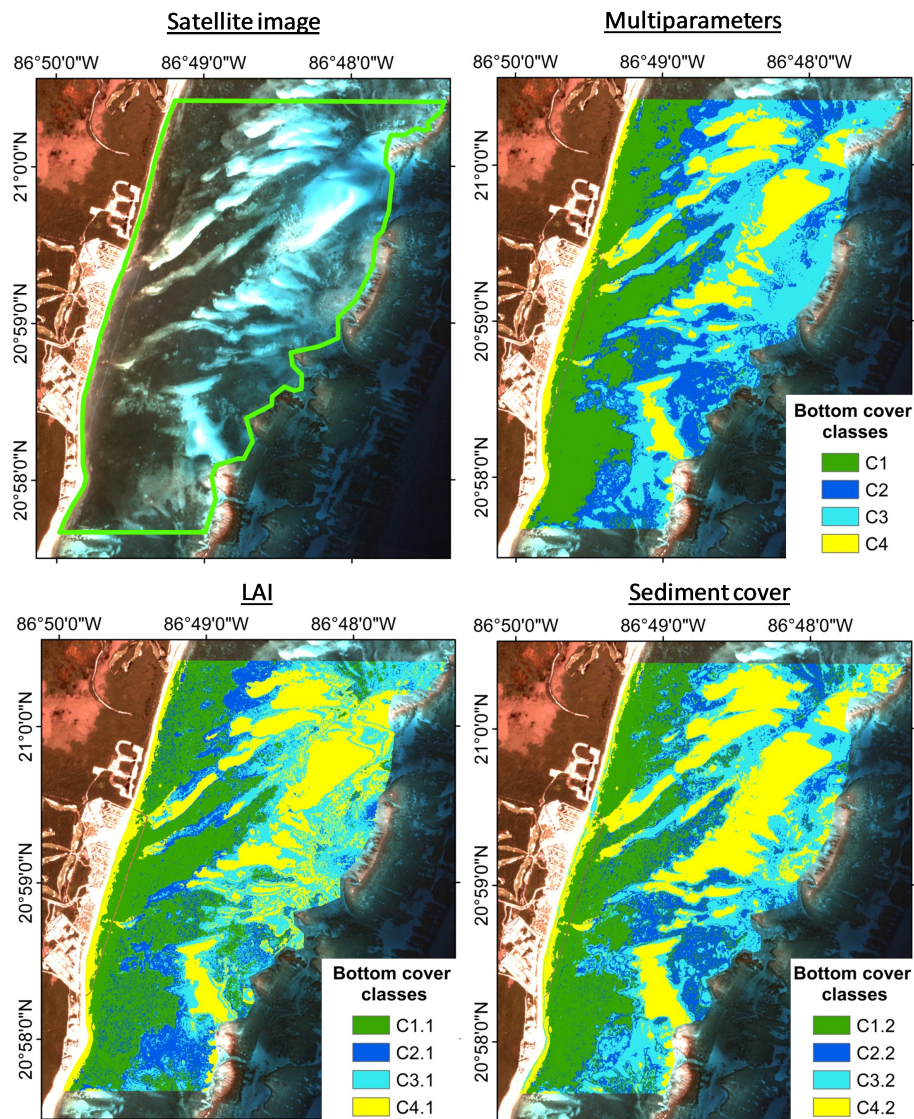 Satellite image
86°50'0"W 86°49'0"W 86°48'0"W
21°0'0"N
20°59'0"N
20°58'0"N
Multiparameters
86°50'0"W 86°49'0"W 86°48'0"W
21°0'0"N
20°59'0"N
20°58'0"N
Bottom cover
classes
C1
C2
C3
C4
LAI
86°50'0"W 86°49'0"W 86°48'0"W
21°0'0"N
20°59'0"N
20°58'0"N
Bottom cover
classes
C1.1
C2.1
C3.1
C4.1
Sediment cover
86°50'0"W 86°49'0"W 86°48'0"W
21°0'0"N
20°59'0"N
20°58'0"N
Bottom cover
classes
C1.2
C2.2
C3.2
C4.2